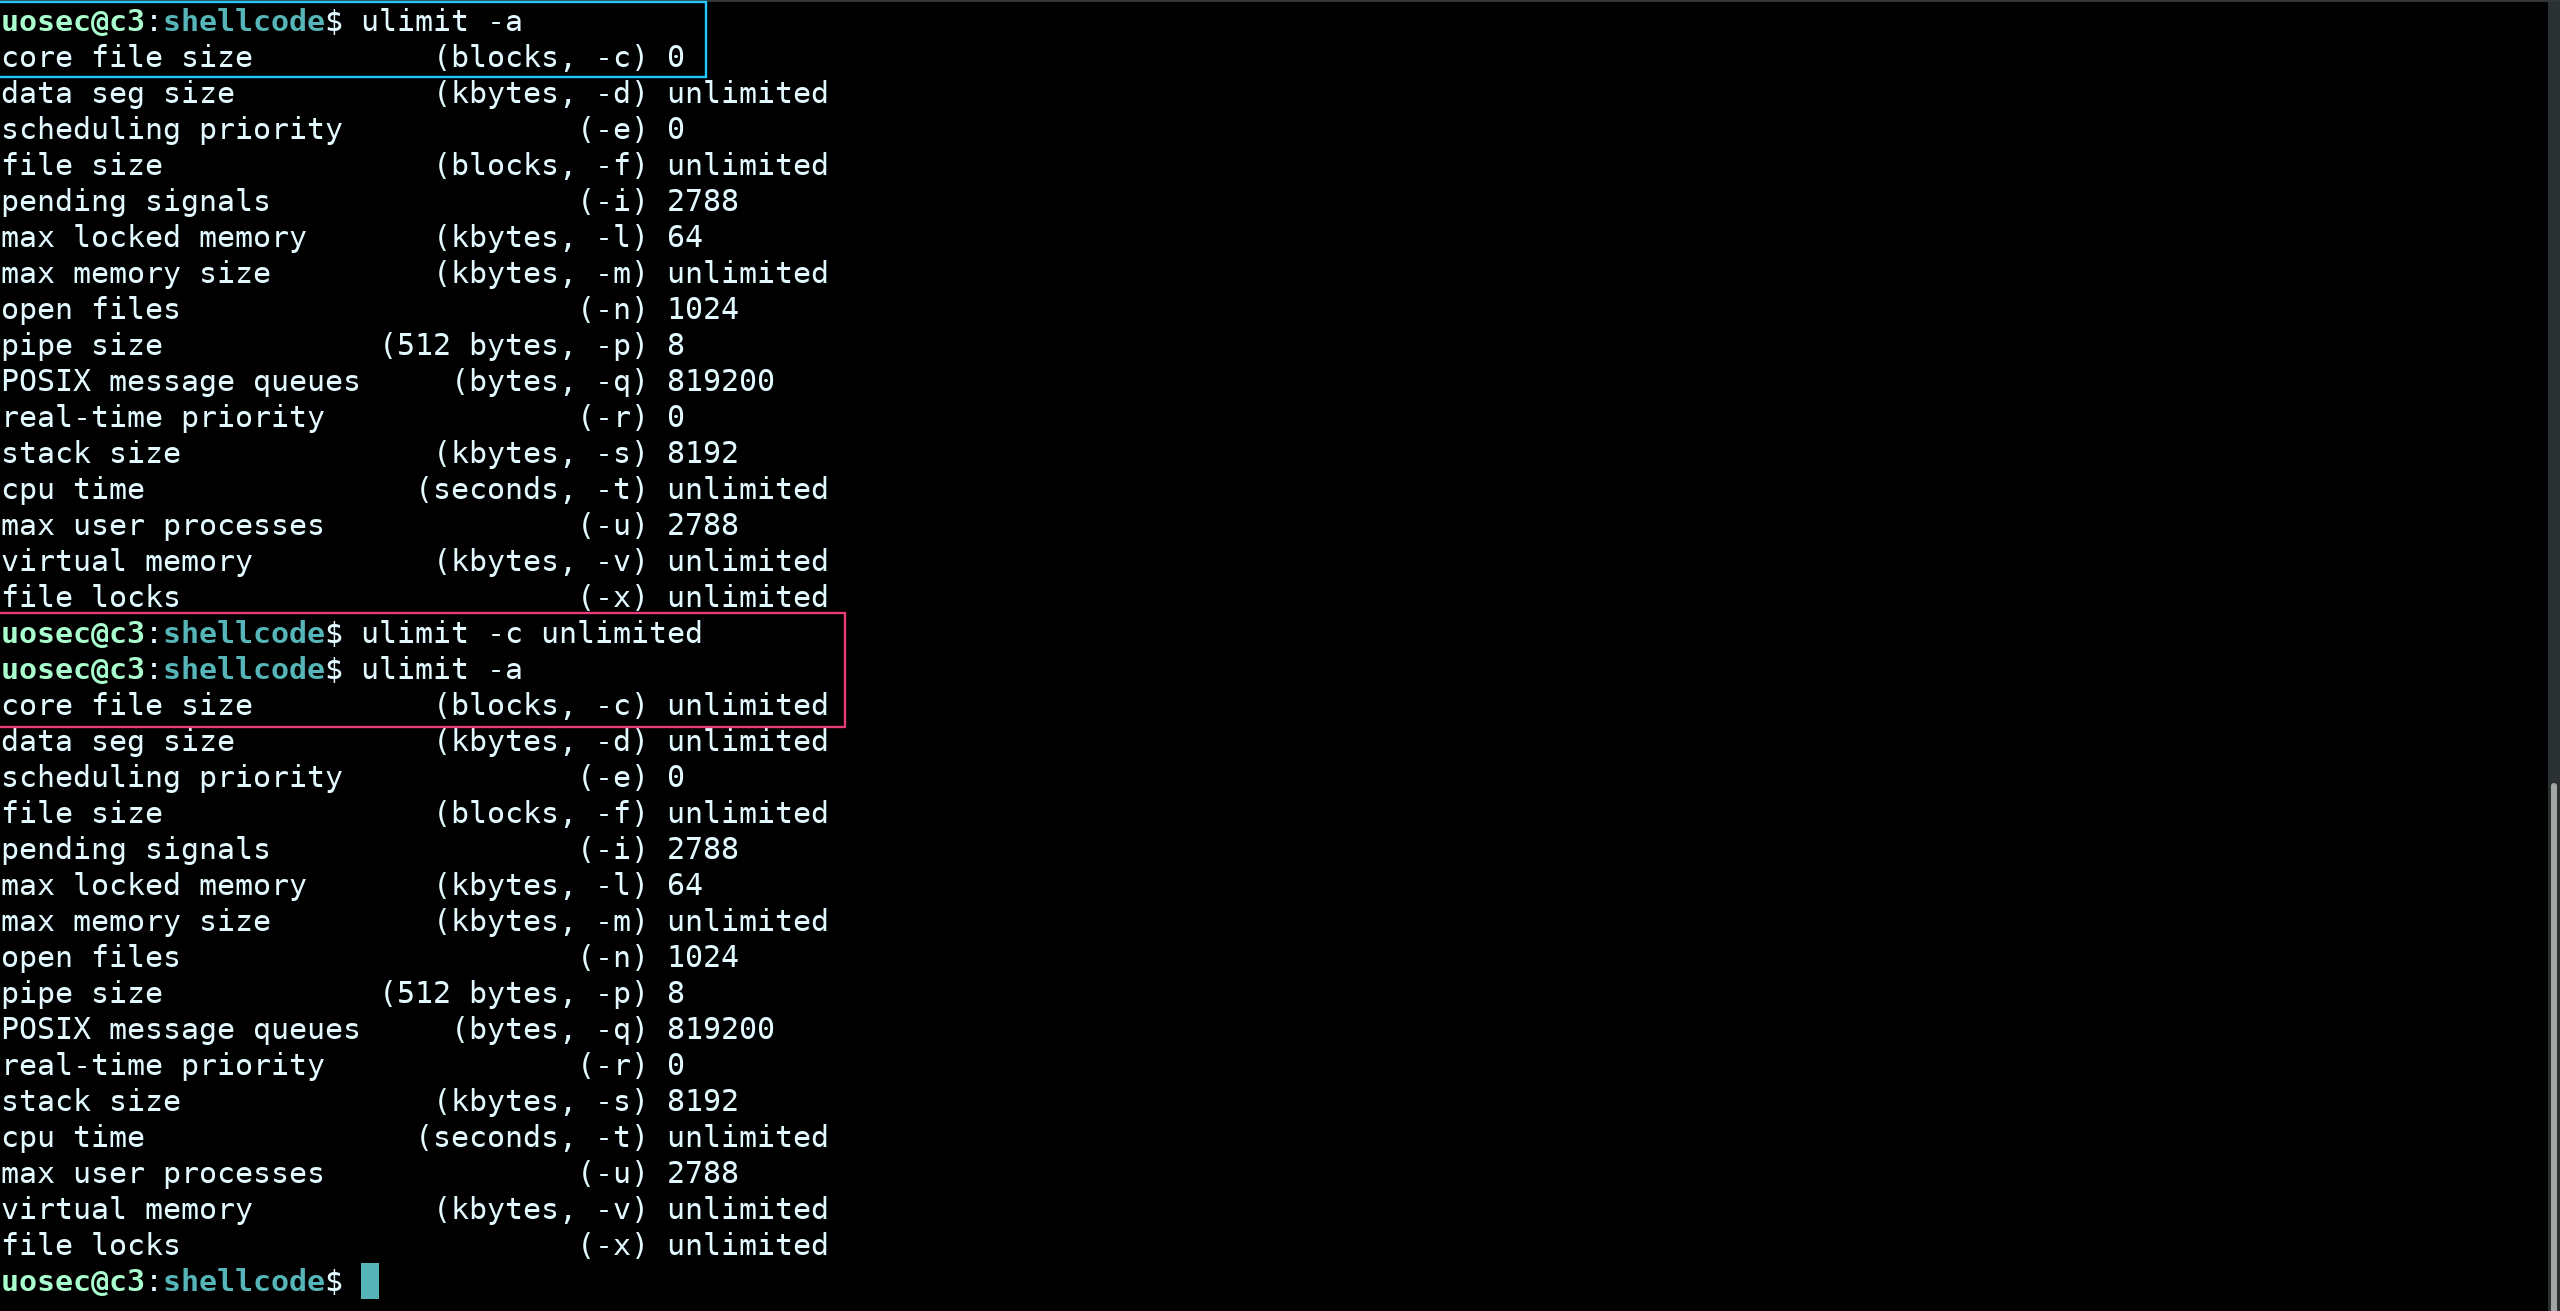 uosec@c3:shellcode$ ulimit -a
core file size          (blocks, -c) 0
data seg size           (kbytes, -d) unlimited
scheduling priority             (-e) 0
file size               (blocks, -f) unlimited
pending signals                 (-i) 2788
max locked memory       (kbytes, -l) 64
max memory size         (kbytes, -m) unlimited
open files                      (-n) 1024
pipe size            (512 bytes, -p) 8
POSIX message queues     (bytes, -q) 819200
real-time priority              (-r) 0
stack size              (kbytes, -s) 8192
cpu time               (seconds, -t) unlimited
max user processes              (-u) 2788
virtual memory          (kbytes, -v) unlimited
file locks                      (-x) unlimited
uosec@c3:shellcode$ ulimit -c unlimited
uosec@c3:shellcode$ ulimit -a
core file size          (blocks, -c) unlimited
data seg size           (kbytes, -d) unlimited
scheduling priority             (-e) 0
file size               (blocks, -f) unlimited
pending signals                 (-i) 2788
max locked memory       (kbytes, -l) 64
max memory size         (kbytes, -m) unlimited
open files                      (-n) 1024
pipe size            (512 bytes, -p) 8
POSIX message queues     (bytes, -q) 819200
real-time priority              (-r) 0
stack size              (kbytes, -s) 8192
cpu time               (seconds, -t) unlimited
max user processes              (-u) 2788
virtual memory          (kbytes, -v) unlimited
file locks                      (-x) unlimited
uosec@c3:shellcode$